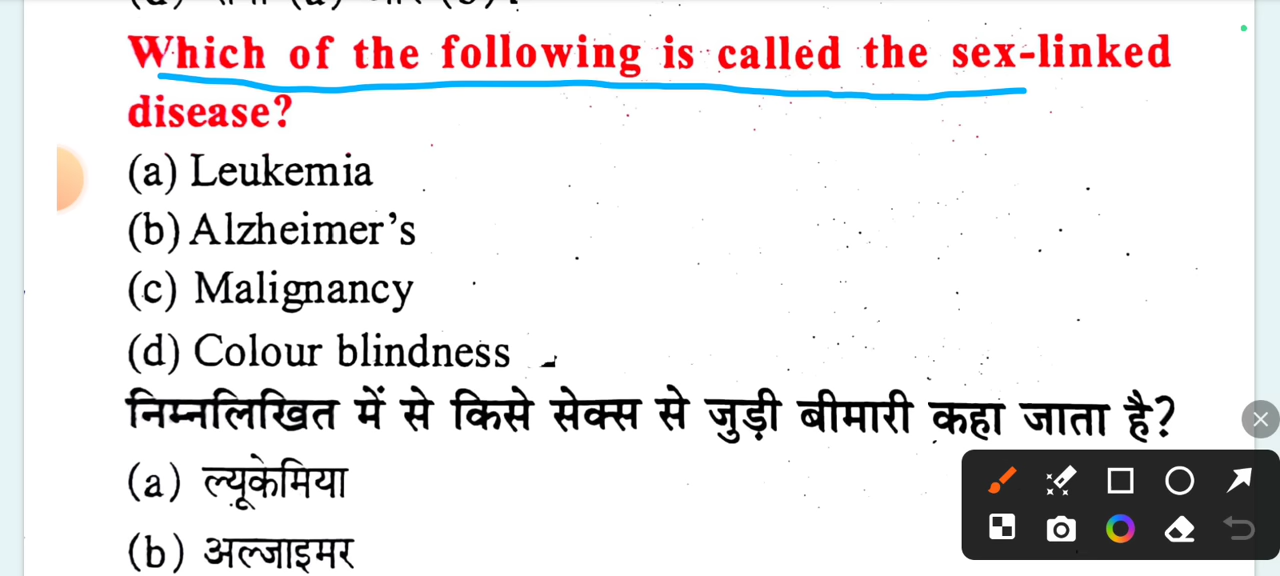 Which of the following is called the sex-linked
disease?
(a) Leukemia
(b) Alzheimer's
(c) Malignancy
(d) Colour blindness
निम्नलिखित में से किसे सेक्स से जुड़ी बीमारी कहा जाता है?
(a) ल्यूकेमिया
(b) अल्जाइमर